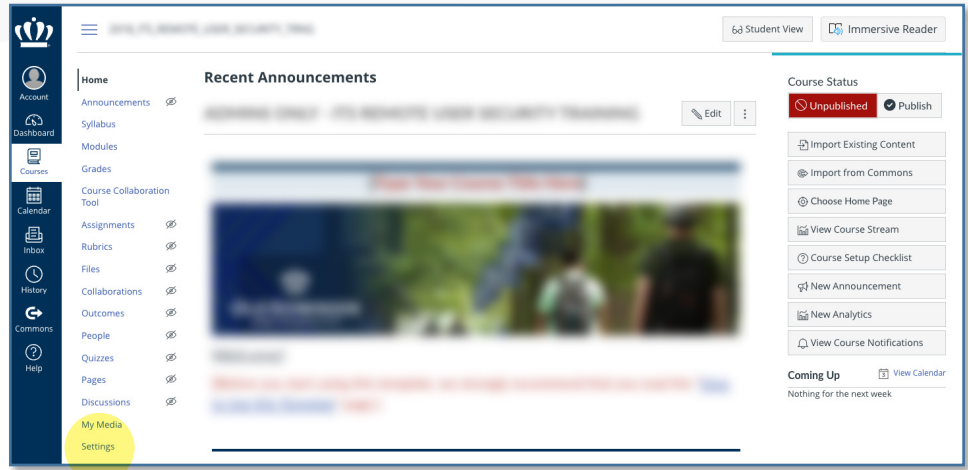 Student View
Immersive Reader
Account
Dashboard
Courses
Calendar
Inbox
History
Commons
Help
Home
Announcements
Syllabus
Modules
Grades
Course Collaboration
Tool
Assignments
Rubrics
Files
Collaborations
Outcomes
People
Quizzes
Pages
Discussions
My Media
Settings
Recent Announcements
Edit
Course Status
Unpublished
Publish
Import Existing Content
Import from Commons
Choose Home Page
View Course Stream
Course Setup Checklist
New Announcement
New Analytics
View Course Notifications
Coming Up
View Calendar
Nothing for the next week